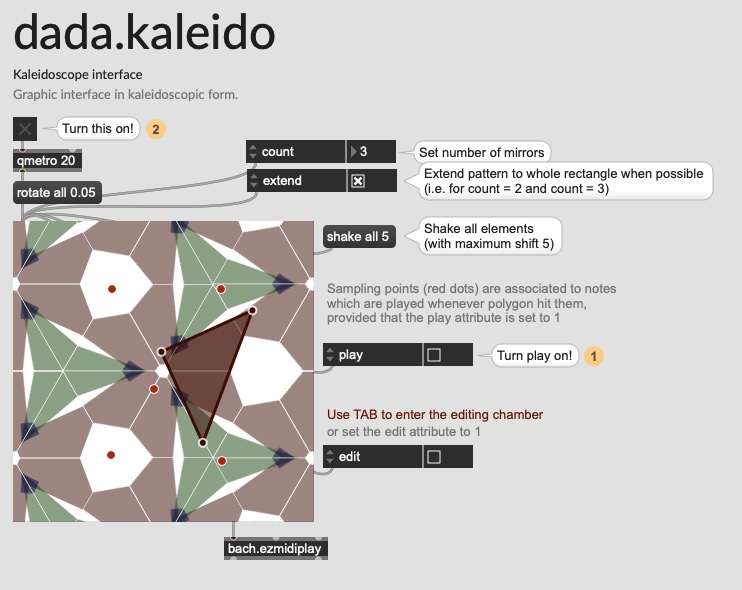 dada.kaleido
Kaleidoscope interface
Graphic interface in kaleidoscopic form.
Turn this on! 2
qmetro 20
count 3
Set number of mirrors
extend
Extend pattern to whole rectangle when possible
(i.e. for count = 2 and count = 3)
rotate all 0.05
shake all 5
Shake all elements
(with maximum shift 5)
Sampling points (red dots) are associated to notes
which are played whenever polygon hit them,
provided that the play attribute is set to 1
play
Turn play on! 1
Use TAB to enter the editing chamber
or set the edit attribute to 1
edit
bach.ezmidiplay